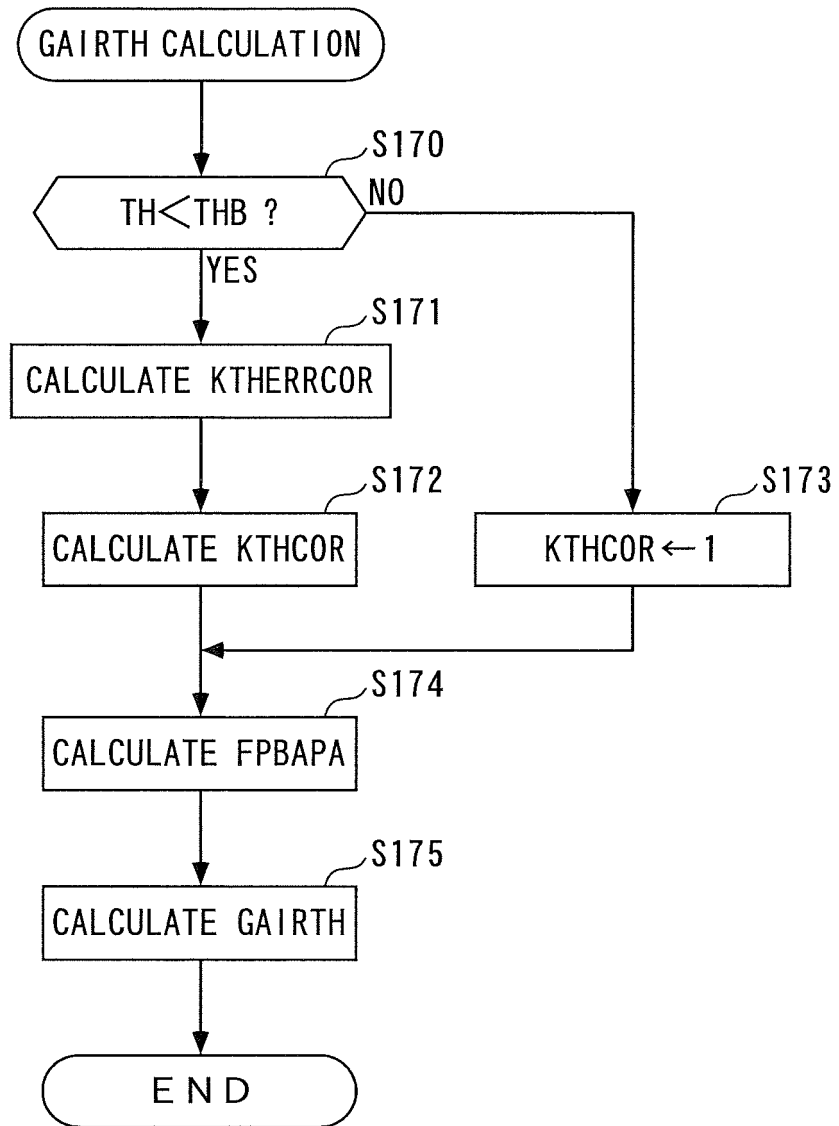 GAIRTH CALCULATION
S170
TH<THB ?
NO
YES
S171
CALCULATE KTHERRCOR
S172
CALCULATE KTHCOR
S173
KTHCOR←1
S174
CALCULATE FPBAPA
S175
CALCULATE GAIRTH
END